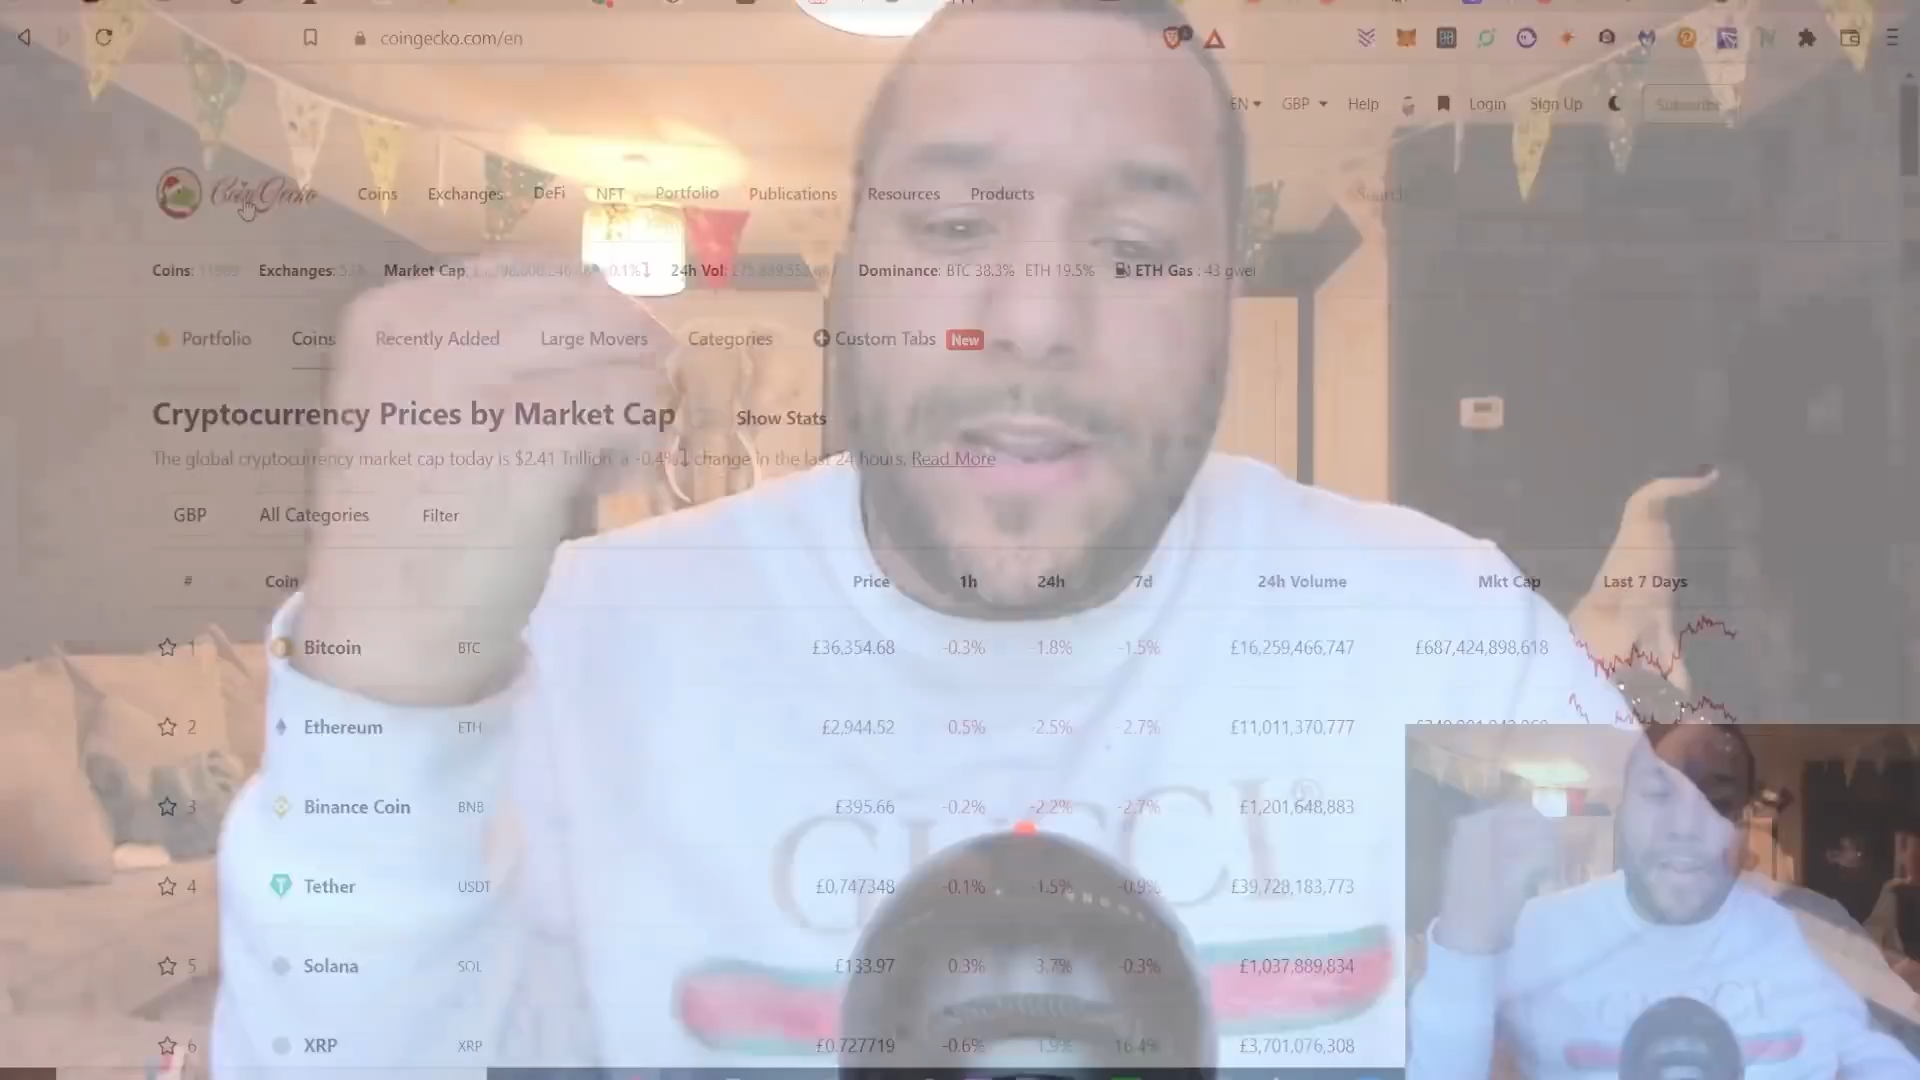 coingecko.com/en
EN GBP Help Login Sign Up Subscribe
CoinGecko Coins Exchanges DeFi NFT Portfolio Publications Resources Products Search
Coins: Exchanges: Market Cap: 0.1% 24h Vol: Dominance: BTC 38.3% ETH 19.5% ETH Gas : 43 gwei
Portfolio Coins Recently Added Large Movers Categories Custom Tabs New
Cryptocurrency Prices by Market Cap Show Stats
The global cryptocurrency market cap today is $2.41 Trillion, a -0.4% change in the last 24 hours. Read More
GBP All Categories Filter
# Coin Price 1h 24h 7d 24h Volume Mkt Cap Last 7 Days
1 Bitcoin BTC £36,354.68 -0.3% -1.8% -1.5% £16,259,466,747 £687,424,898,618
2 Ethereum ETH £2,944.52 0.5% -2.5% -2.7% £11,011,370,777
3 Binance Coin BNB £395.66 -0.2% -2.2% -2.7% £1,201,648,883
GUCCI®
4 Tether USDT £0.747348 -0.1% -1.5% -0.9% £39,728,183,773
5 Solana SOL £133.97 0.3% 3.7% -0.3% £1,037,889,834
6 XRP XRP £0.727719 -0.6% 1.9% 16.4% £3,701,076,308
GUCCI